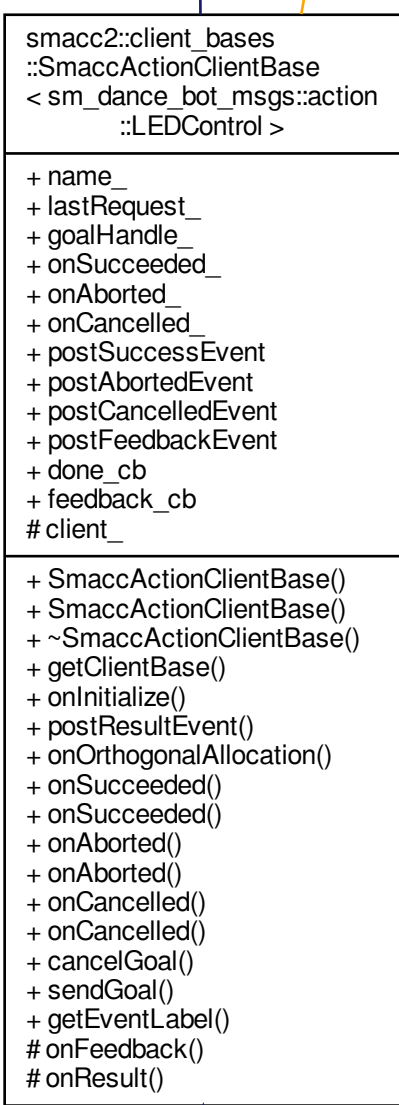 smacc2::client_bases
::SmaccActionClientBase
< sm_dance_bot_msgs::action
::LEDControl >
+ name_
+ lastRequest_
+ goalHandle_
+ onSucceeded_
+ onAborted_
+ onCancelled_
+ postSuccessEvent
+ postAbortedEvent
+ postCancelledEvent
+ postFeedbackEvent
+ done_cb
+ feedback_cb
# client_
+ SmaccActionClientBase()
+ SmaccActionClientBase()
+ ~SmaccActionClientBase()
+ getClientBase()
+ onInitialize()
+ postResultEvent()
+ onOrthogonalAllocation()
+ onSucceeded()
+ onSucceeded()
+ onAborted()
+ onAborted()
+ onCancelled()
+ onCancelled()
+ cancelGoal()
+ sendGoal()
+ getEventLabel()
# onFeedback()
# onResult()